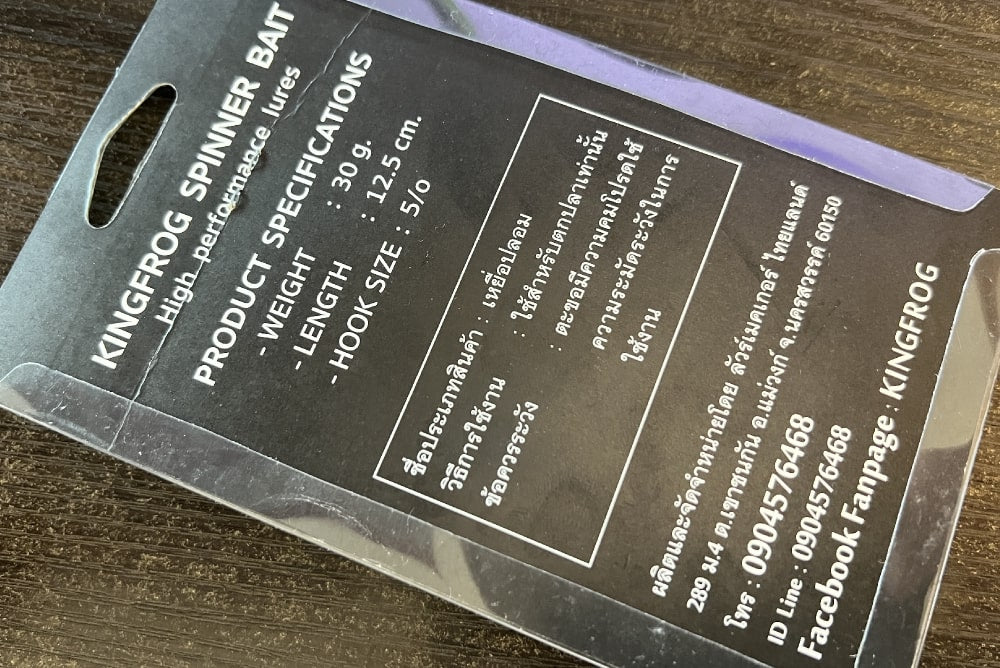 KINGFROG SPINNER BAIT
High performance lures
PRODUCT SPECIFICATIONS
- WEIGHT : 30 g.
- LENGTH : 12.5 cm.
- HOOK SIZE : 5/o
ชื่อประเภทสินค้า : เหยื่อปลอม
วิธีการใช้งาน : ใช้สำหรับตกปลาเท่านั้น
ข้อควรระวัง : ตะขอมีความคมโปรดใช้
ความระมัดระวังในการ
ใช้งาน
ผลิตและจัดจำหน่ายโดย ลัวร์เมคเกอร์ ไทยแลนด์
289 ม.4 ต.เขาชนกัน อ.แม่วงก์ จ.นครสวรรค์ 60150
โทร : 0904576468
ID Line : 0904576468
Facebook Fanpage : KINGFROG